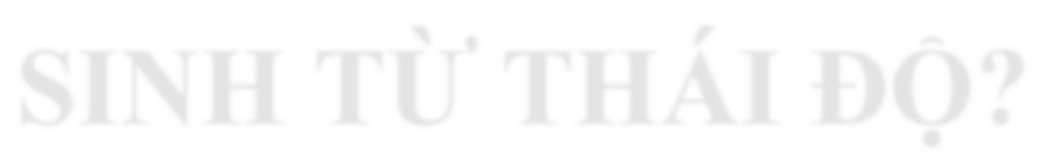 SINH TỪ THÁI ĐỘ?